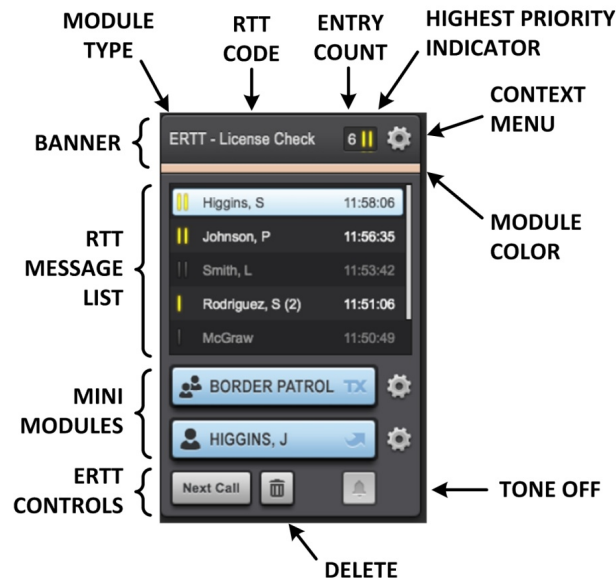 MODULE
TYPE
RTT
CODE
ENTRY
COUNT
HIGHEST PRIORITY
INDICATOR
CONTEXT
MENU
BANNER
ERTT - License Check 6
MODULE
COLOR
RTT
MESSAGE
LIST
Higgins, S 11:58:06
Johnson, P 11:56:35
Smith, L 11:53:42
Rodriguez, S (2) 11:51:06
McGraw 11:50:49
MINI
MODULES
BORDER PATROL TX
HIGGINS, J
ERTT
CONTROLS
Next Call
TONE OFF
DELETE